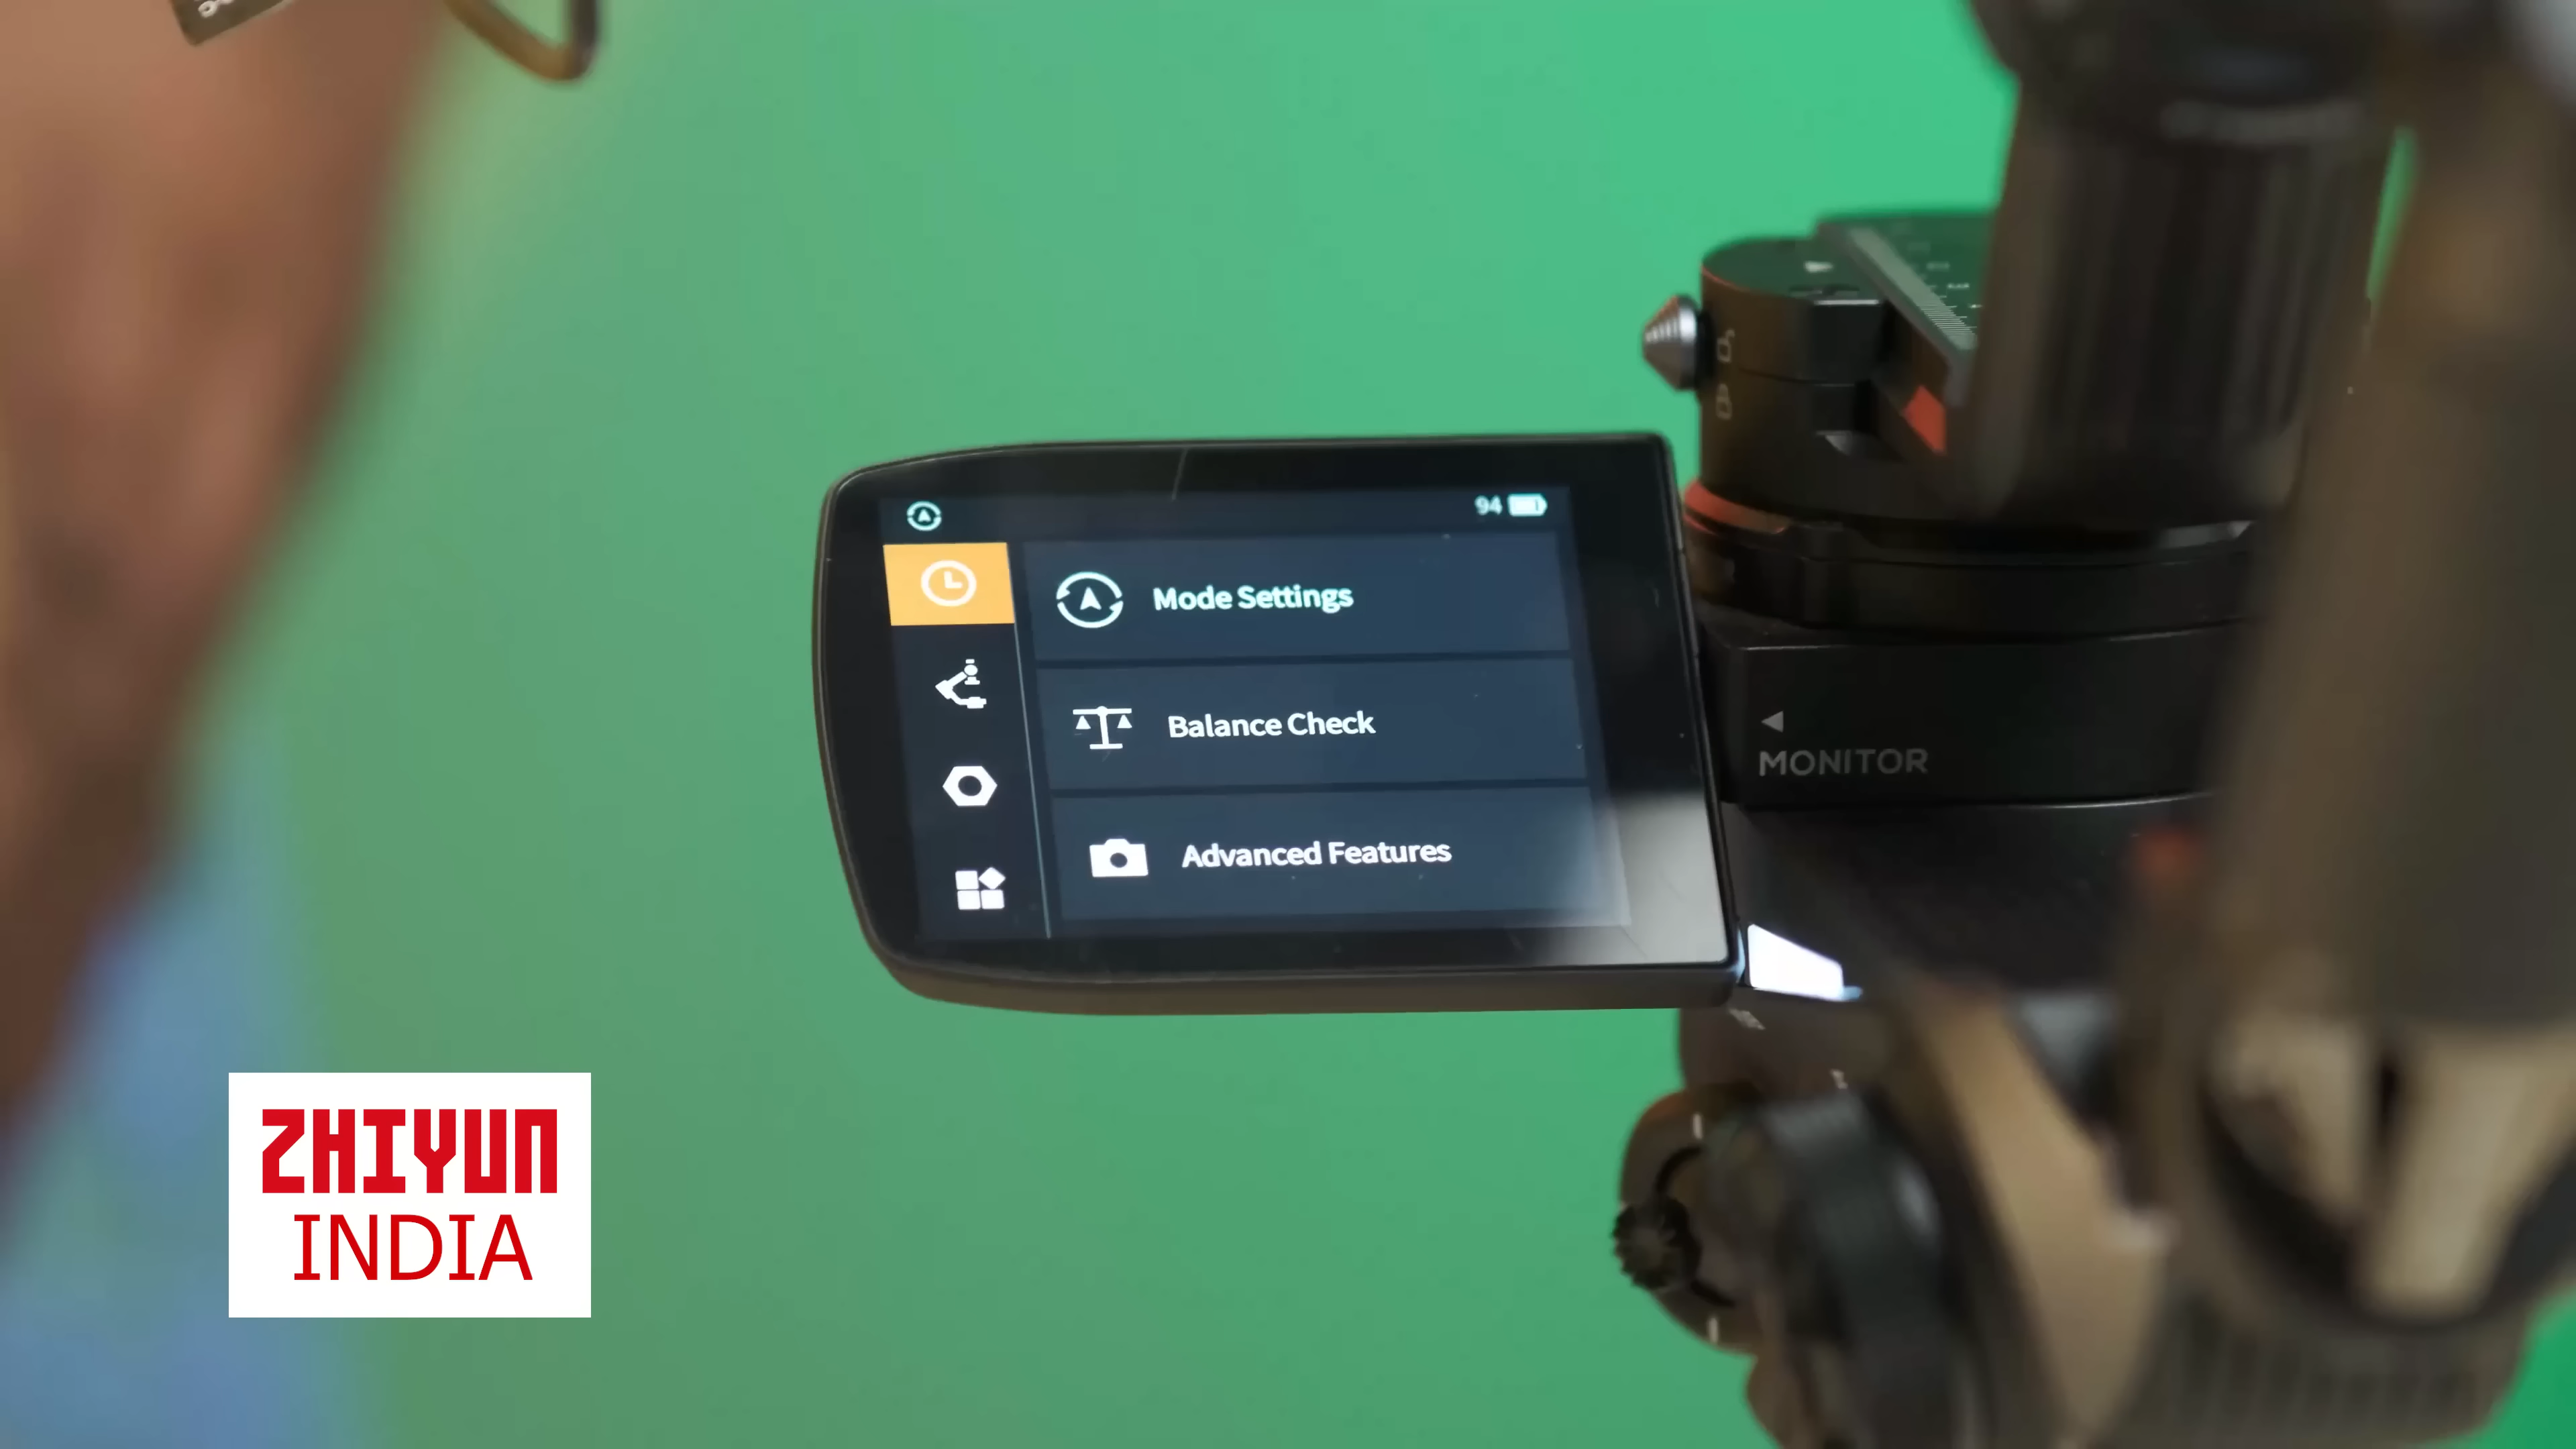 94
Mode Settings
Balance Check
Advanced Features
MONITOR
ZHIYUN
INDIA